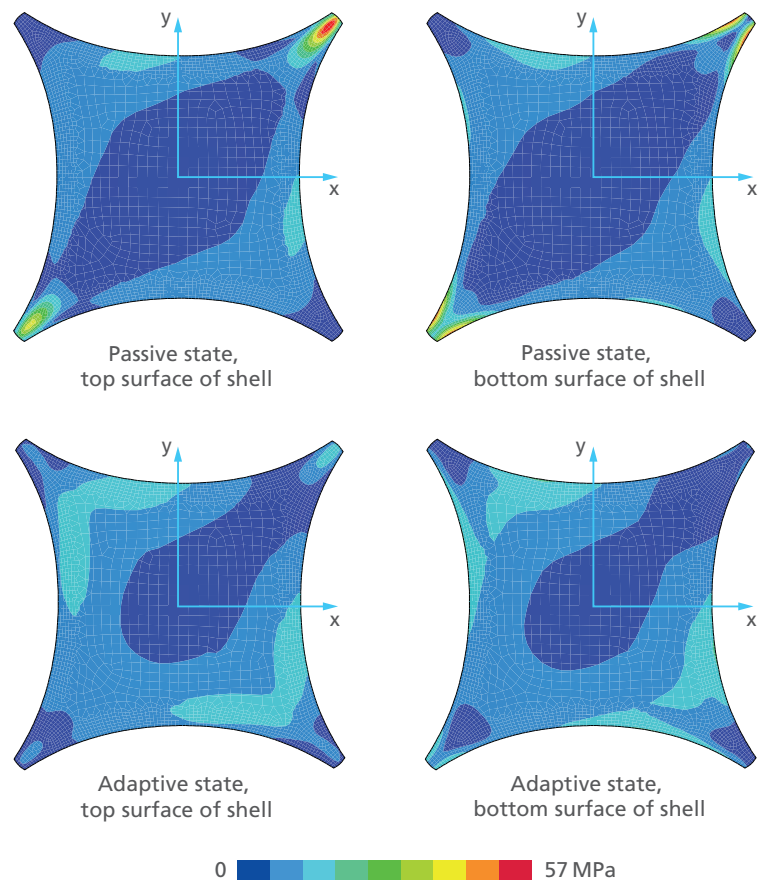 y
x
Passive state,
top surface of shell
y
x
Passive state,
bottom surface of shell
y
x
Adaptive state,
top surface of shell
y
x
Adaptive state,
bottom surface of shell
0 57 MPa